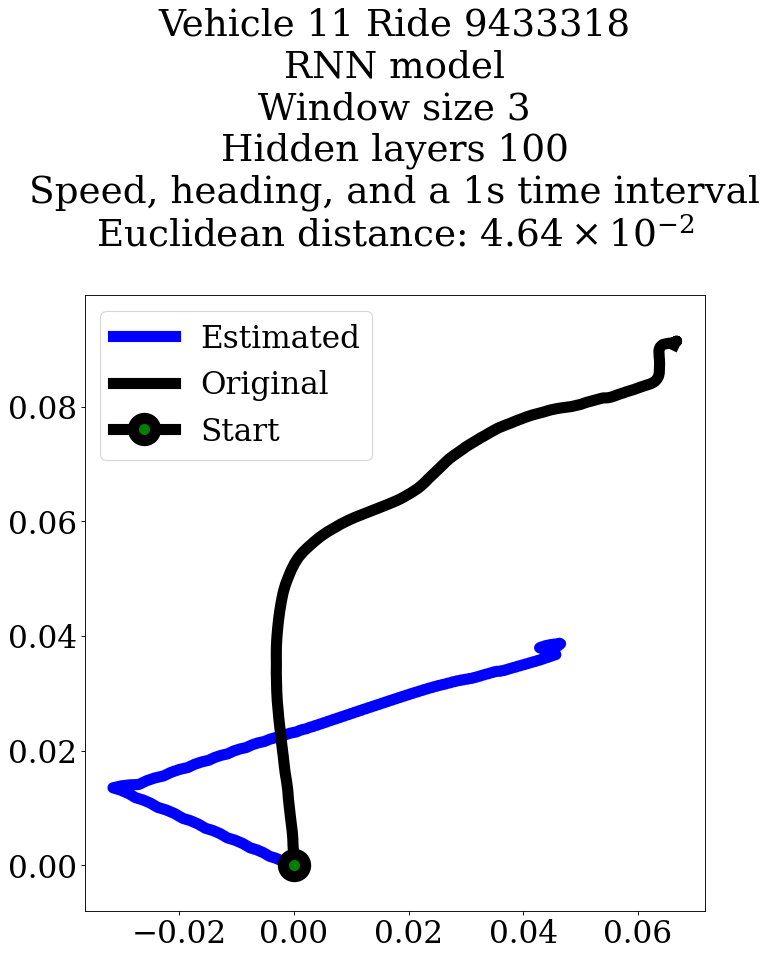 Vehicle 11 Ride 9433318
RNN model
Window size 3
Hidden layers 100
Speed, heading, and a 1s time interval
Euclidean distance: 4.64 × 10⁻²
Estimated
Original
Start
0.08
0.06
0.04
0.02
0.00
−0.02 0.00 0.02 0.04 0.06